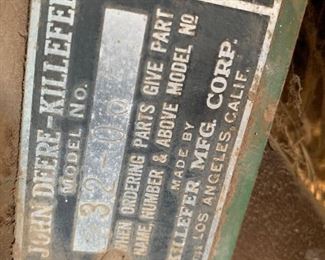 JOHN DEERE-KILLEFER
MODEL NO.
32-00
WHEN ORDERING PARTS GIVE PART
NAME, NUMBER & ABOVE MODEL NO
MADE BY
KILLEFER MFG. CORP.
LOS ANGELES, CALIF.